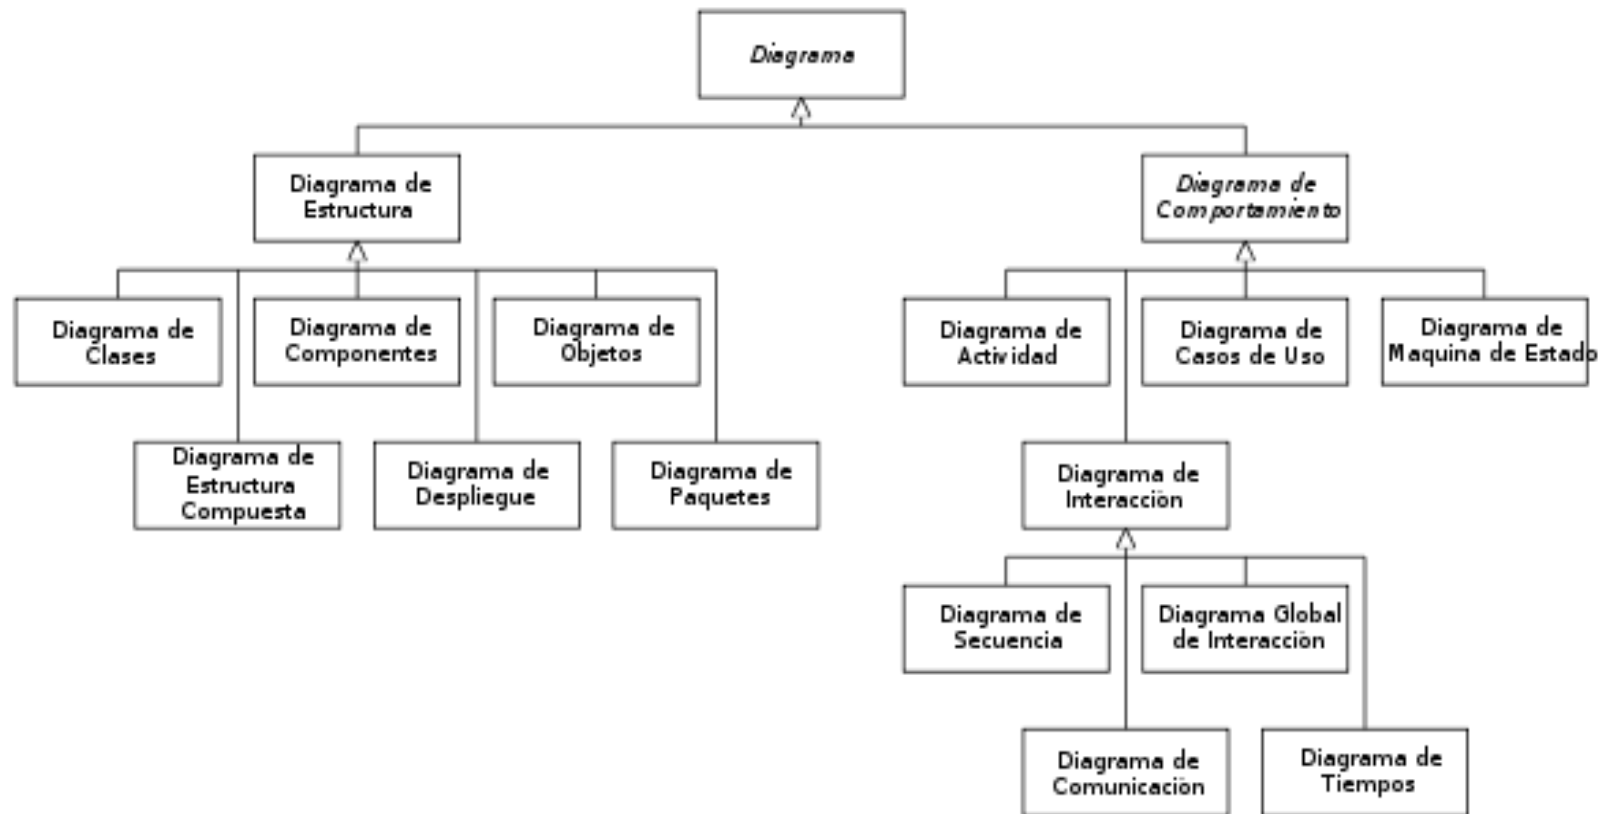 Diagrama
Diagrama de
Estructura
Diagrama de
Comportamiento
Diagrama de
Clases
Diagrama de
Componentes
Diagrama de
Objetos
Diagrama de
Actividad
Diagrama de
Casos de Uso
Diagrama de
Maquina de Estado
Diagrama de
Estructura
Compuesta
Diagrama de
Despliegue
Diagrama de
Paquetes
Diagrama de
Interacción
Diagrama de
Secuencia
Diagrama Global
de Interacción
Diagrama de
Comunicación
Diagrama de
Tiempos